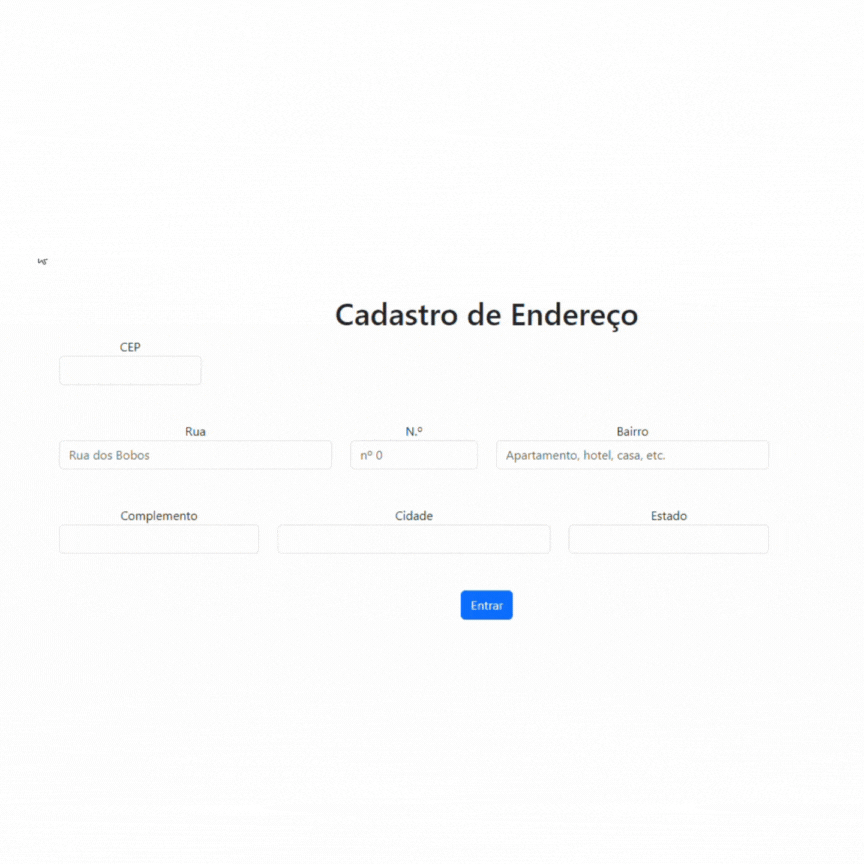 Cadastro de Endereço
CEP
Rua N.º Bairro
Rua dos Bobos nº 0 Apartamento, hotel, casa, etc.
Complemento Cidade Estado
Entrar